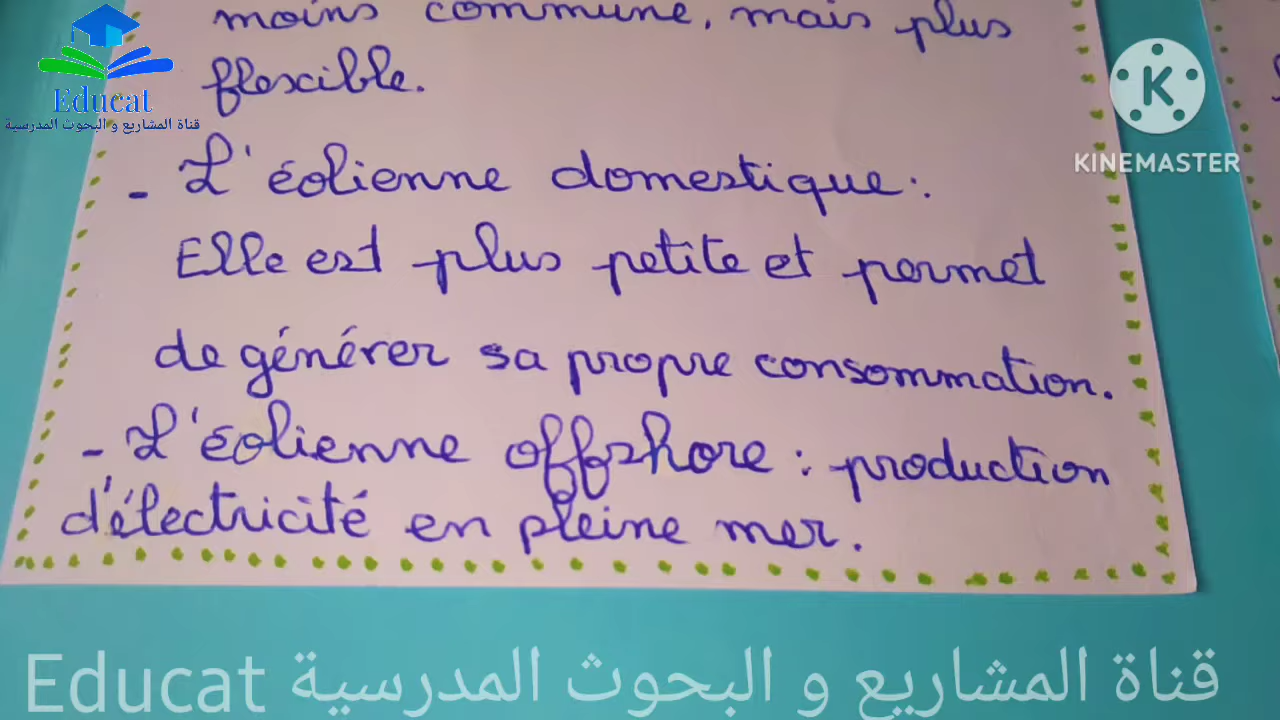 moins commune, mais plus
flexible.
- L'éolienne domestique:.
Elle est plus petite et permet
de générer sa propre consommation.
- L'éolienne offshore : production
d'électricité en pleine mer.
Educat
قناة المشاريع و البحوث المدرسية
K
KINEMASTER
Educat قناة المشاريع و البحوث المدرسية